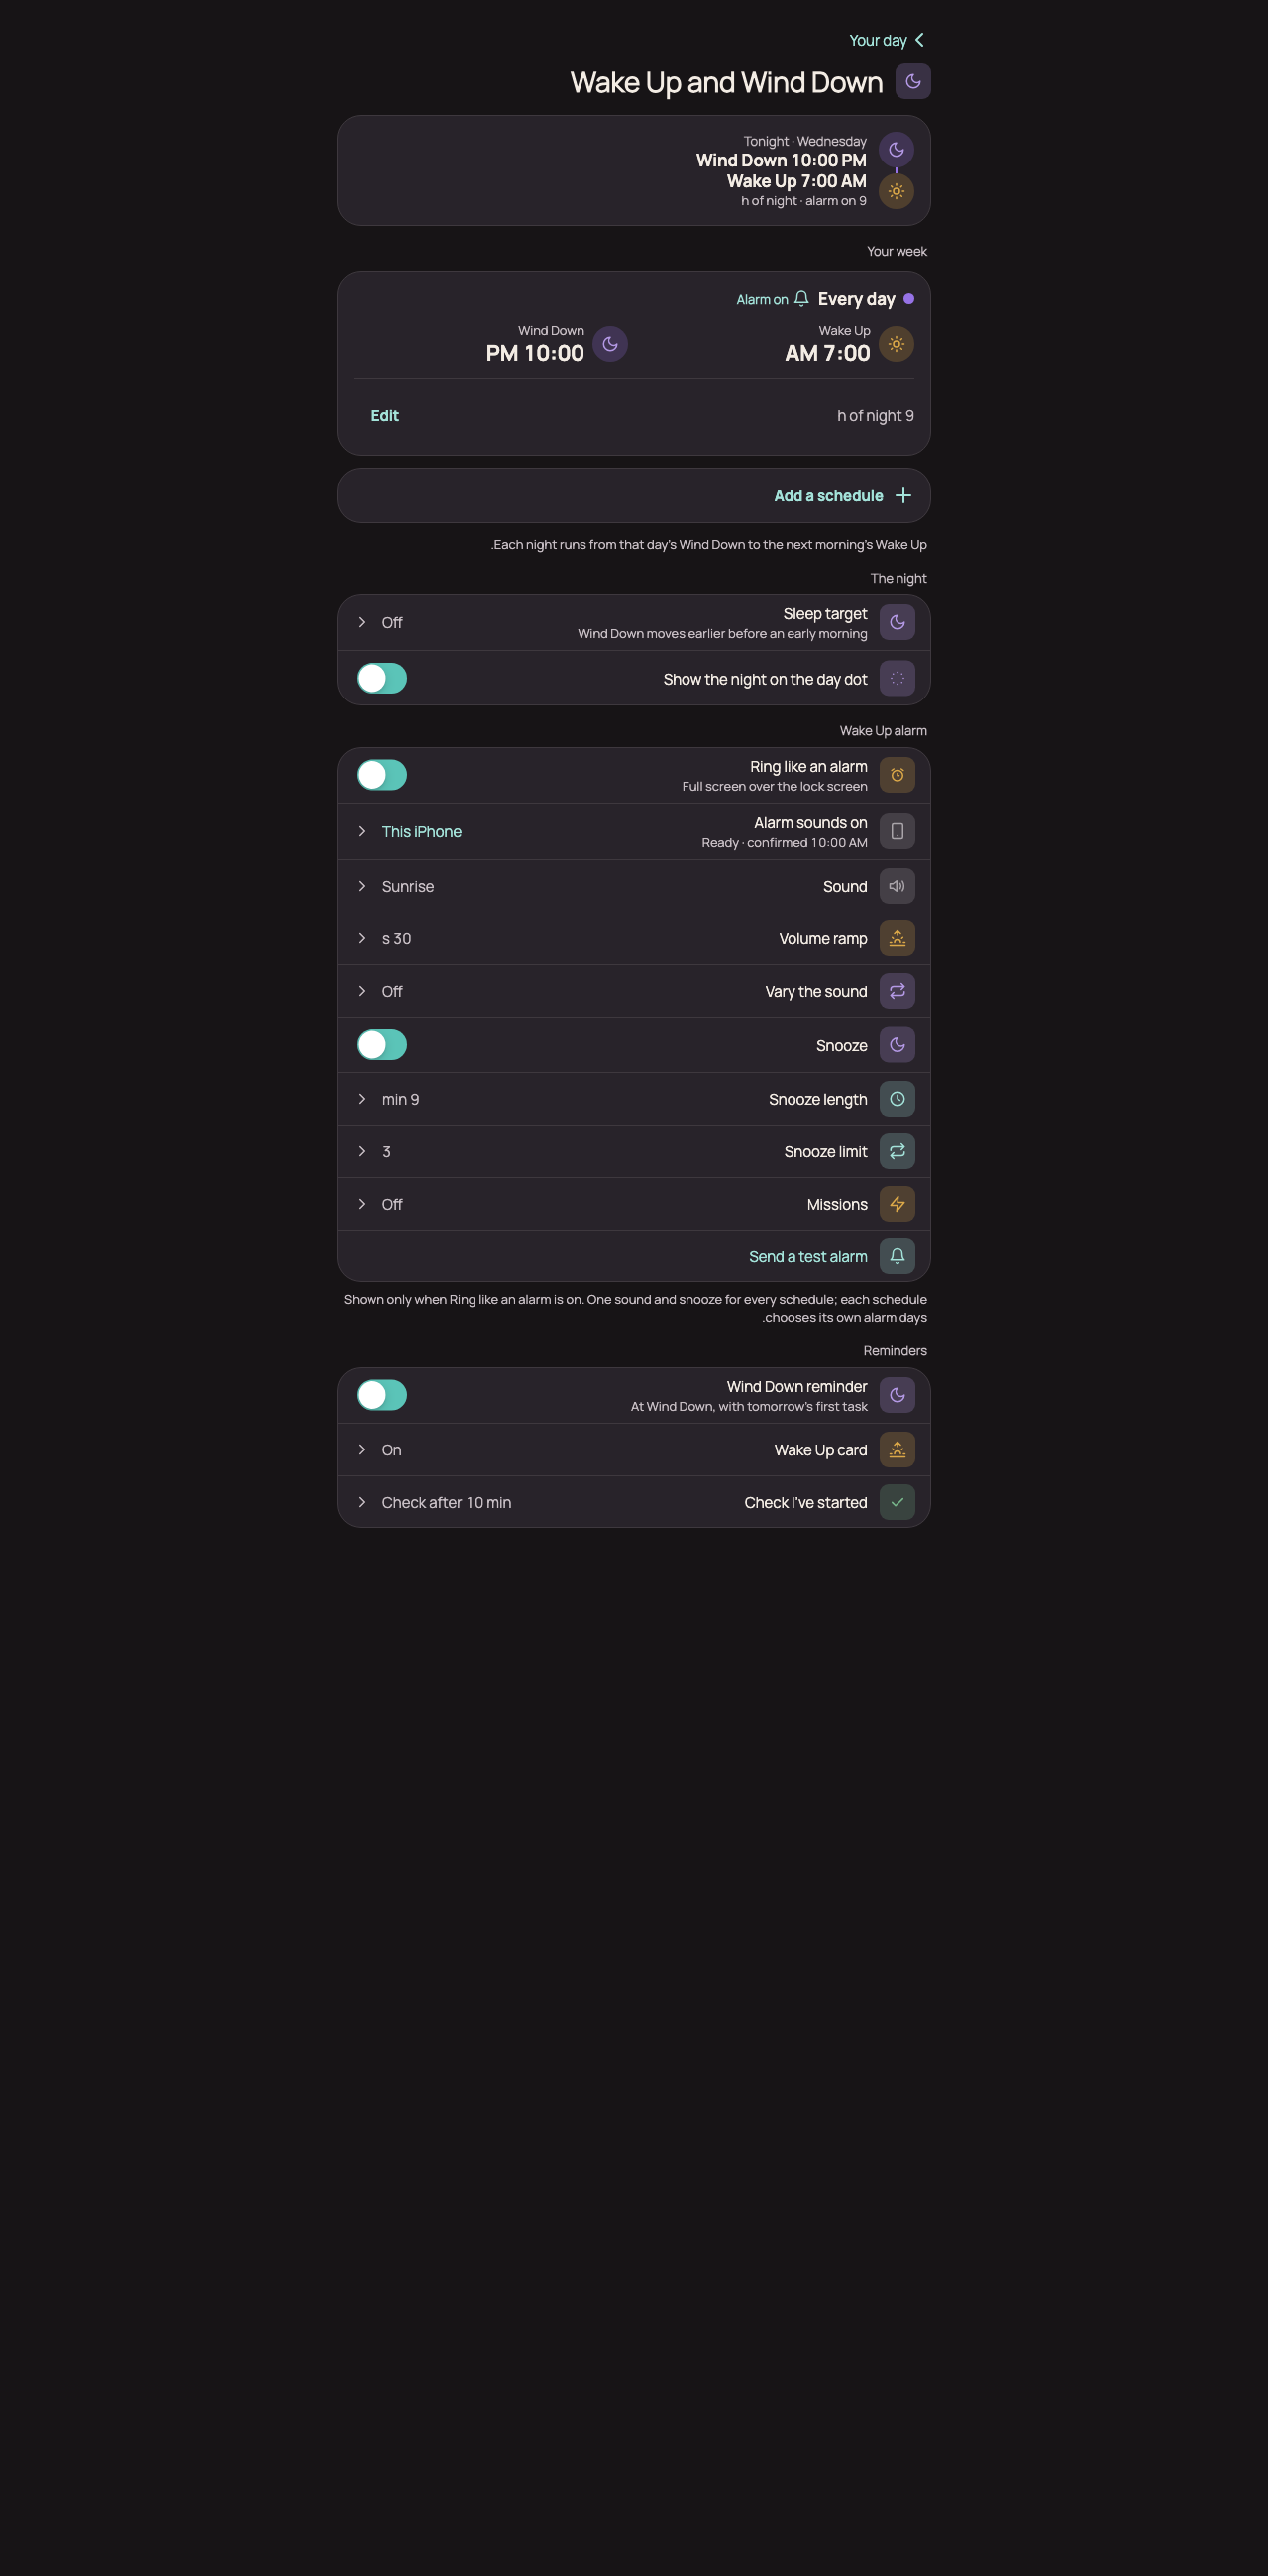 Your day
Wake Up and Wind Down
Tonight · Wednesday
Wind Down 10:00 PM
Wake Up 7:00 AM
h of night · alarm on 9
Your week
Every day
Alarm on
Wake Up
AM 7:00
Wind Down
PM 10:00
h of night 9
Edit
Add a schedule
.Each night runs from that day's Wind Down to the next morning's Wake Up
The night
Sleep target
Wind Down moves earlier before an early morning
Off
Show the night on the day dot
Wake Up alarm
Ring like an alarm
Full screen over the lock screen
Alarm sounds on
Ready · confirmed 10:00 AM
This iPhone
Sound
Sunrise
Volume ramp
s 30
Vary the sound
Off
Snooze
Snooze length
min 9
Snooze limit
3
Missions
Off
Send a test alarm
Shown only when Ring like an alarm is on. One sound and snooze for every schedule; each schedule
.chooses its own alarm days
Reminders
Wind Down reminder
At Wind Down, with tomorrow's first task
Wake Up card
On
Check I've started
Check after 10 min